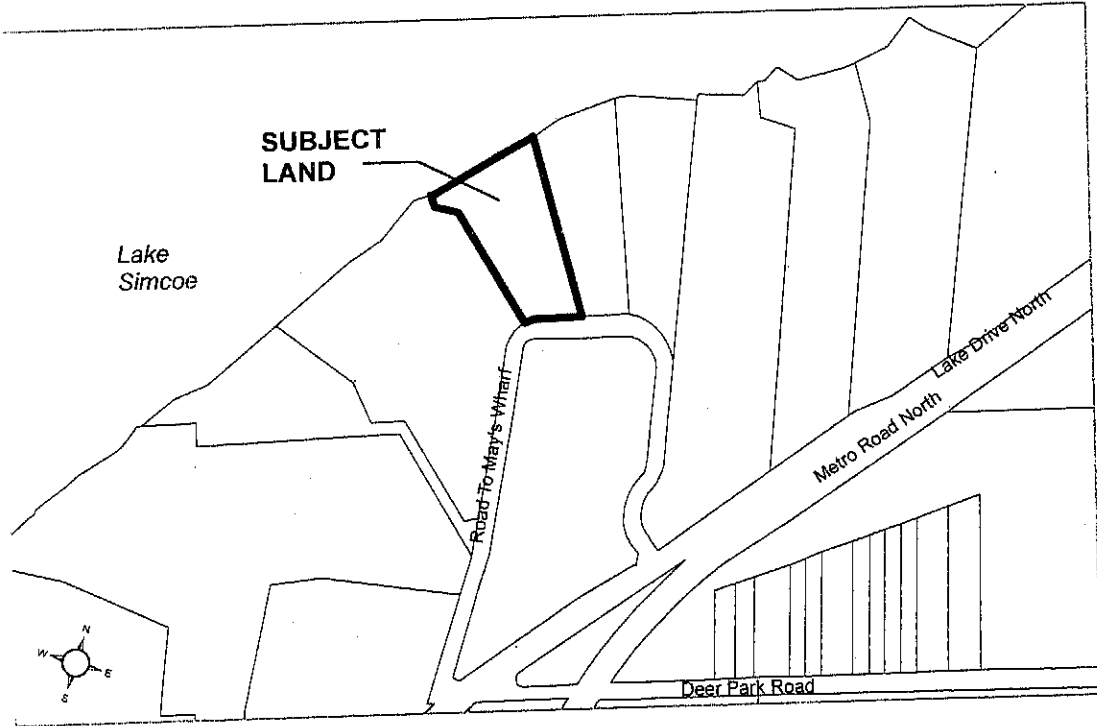 SUBJECT
LAND
Lake
Simcoe
Lake Drive North
Metro Road North
Road To May's Wharf
N
W
E
S
Deer Park Road